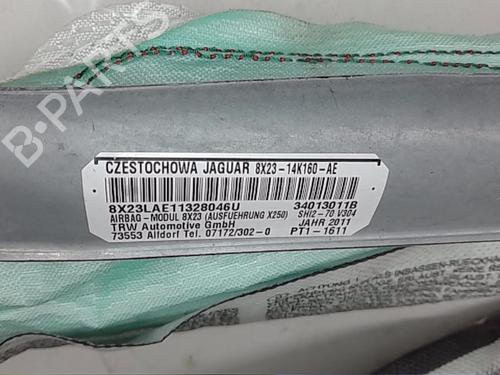 B-PARTS
CZESTOCHOWA JAGUAR 8X23-14K160-AE
8X23LAE11328046U 34013011B
AIRBAG-MODUL 8X23 (AUSFUEHRUNG X250) SHI2-70 V304
TRW Automotive GmbH JAHR 2011
73553 Alldorf Tel. 07172/302-0 PT1-1611
ACHTUNG